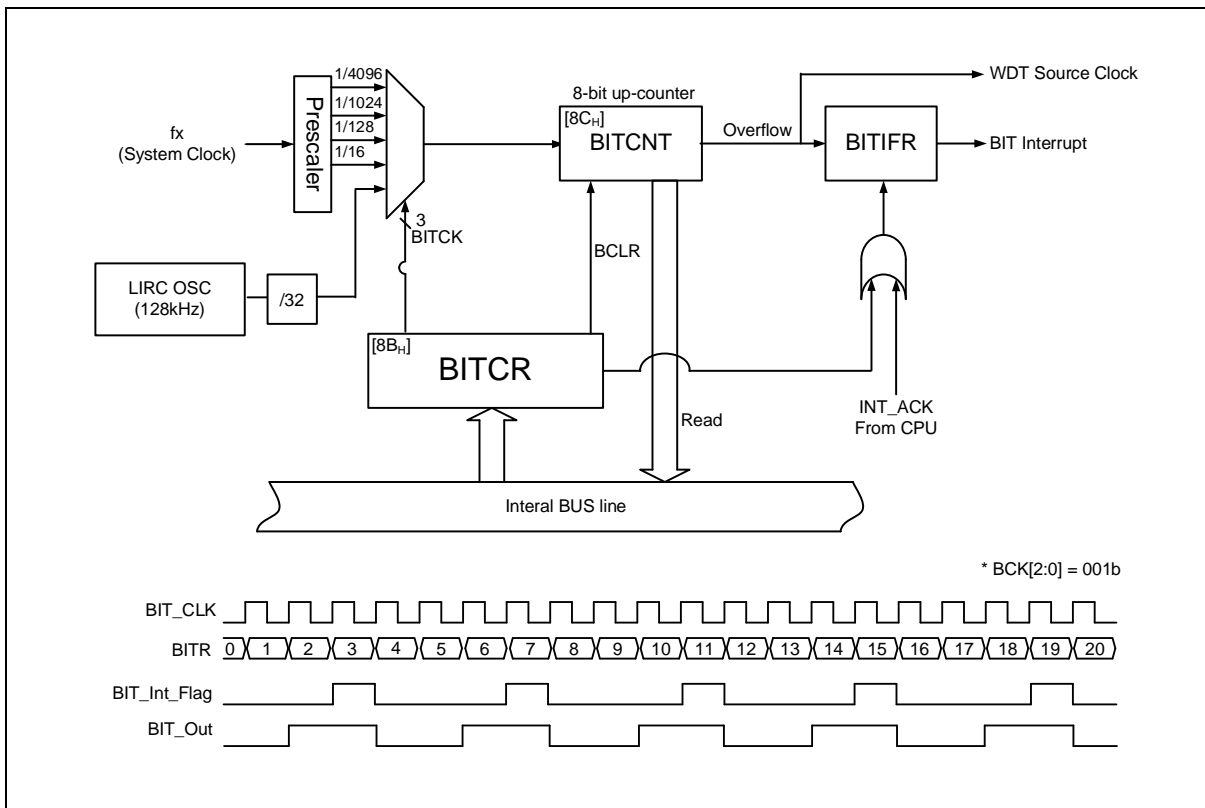 1/4096
1/1024
1/128
1/16
Prescaler
fx
(System Clock)
8-bit up-counter
[8CH]
BITCNT
Overflow
WDT Source Clock
BITIFR
BIT Interrupt
3
BITCK
BCLR
LIRC OSC
(128kHz)
/32
[8BH]
BITCR
Read
INT_ACK
From CPU
Interal BUS line
* BCK[2:0] = 001b
BIT_CLK
BITR 0 1 2 3 4 5 6 7 8 9 10 11 12 13 14 15 16 17 18 19 20
BIT_Int_Flag
BIT_Out